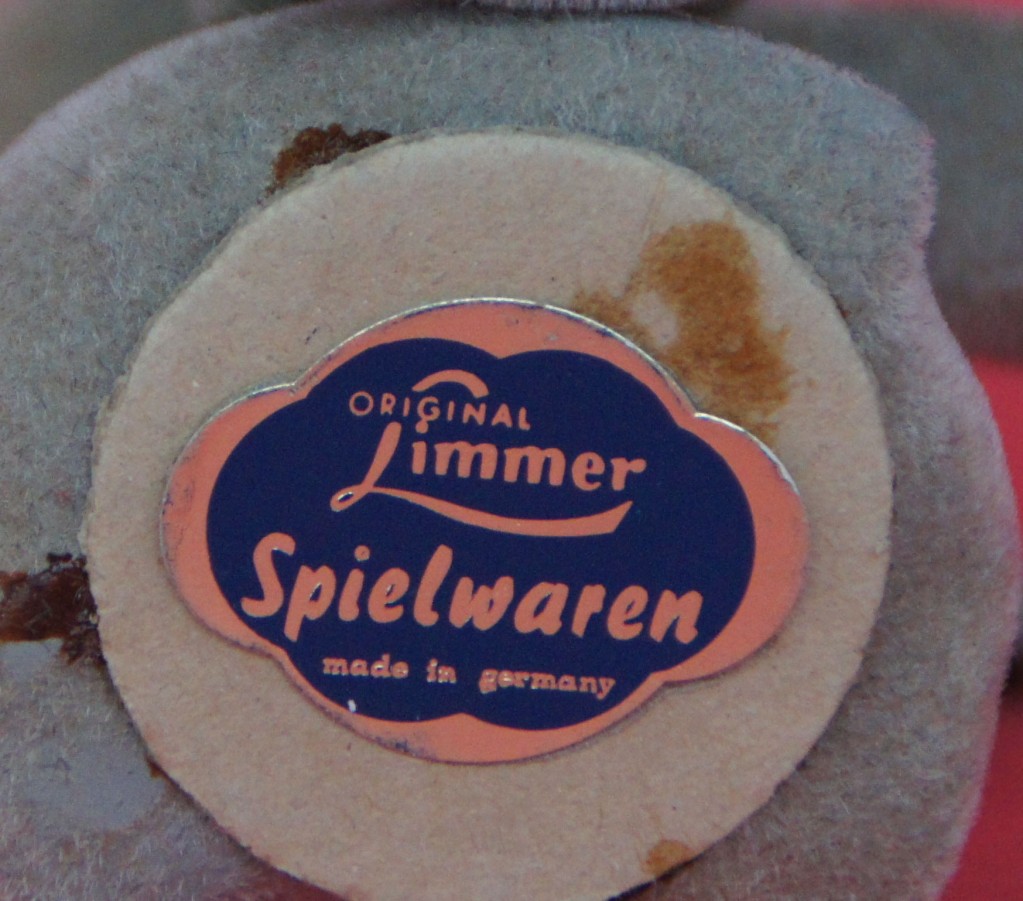 ORIGINAL
Limmer
Spielwaren
made in germany